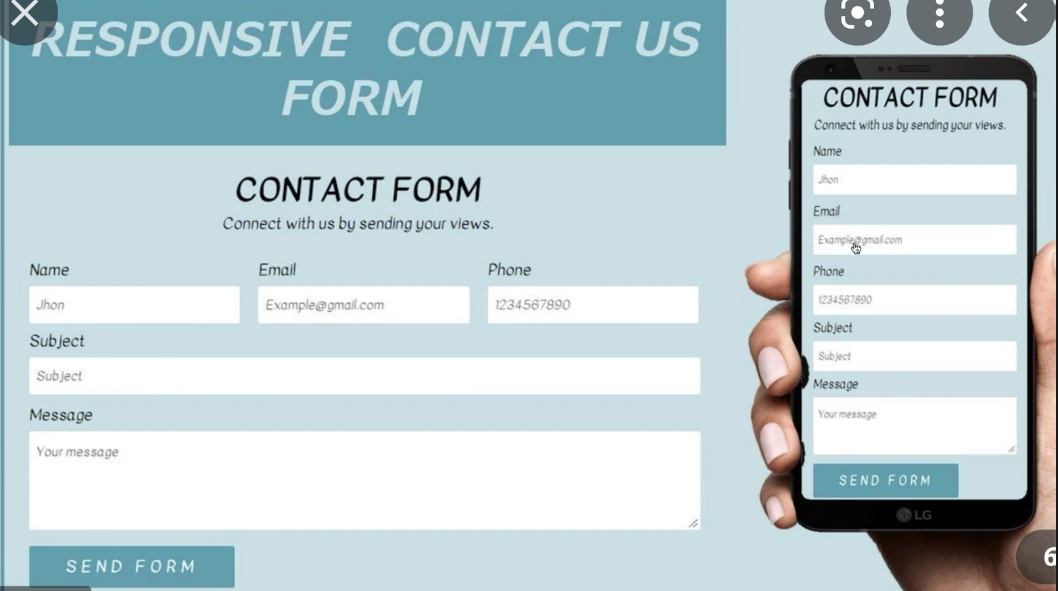 RESPONSIVE CONTACT US
FORM
CONTACT FORM
Connect with us by sending your views.
Name
Email
Phone
Jhon
Example@gmail.com
1234567890
Subject
Subject
Message
Your message
SEND FORM
CONTACT FORM
Connect with us by sending your views.
Name
Jhon
Email
Example@gmail.com
Phone
1234567890
Subject
Subject
Message
Your message
SEND FORM
LG
6